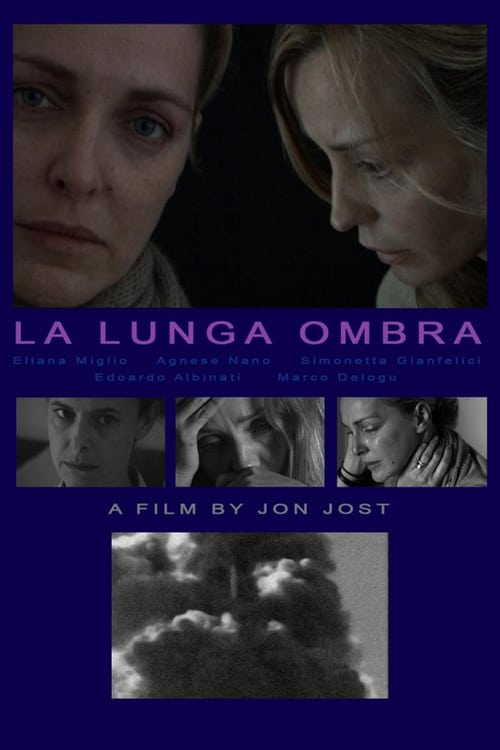 LA LUNGA OMBRA
Eliana Miglio Agnese Nano Simonetta Gianfelici
Edoardo Albinati Marco Delogu
A FILM BY JON JOST